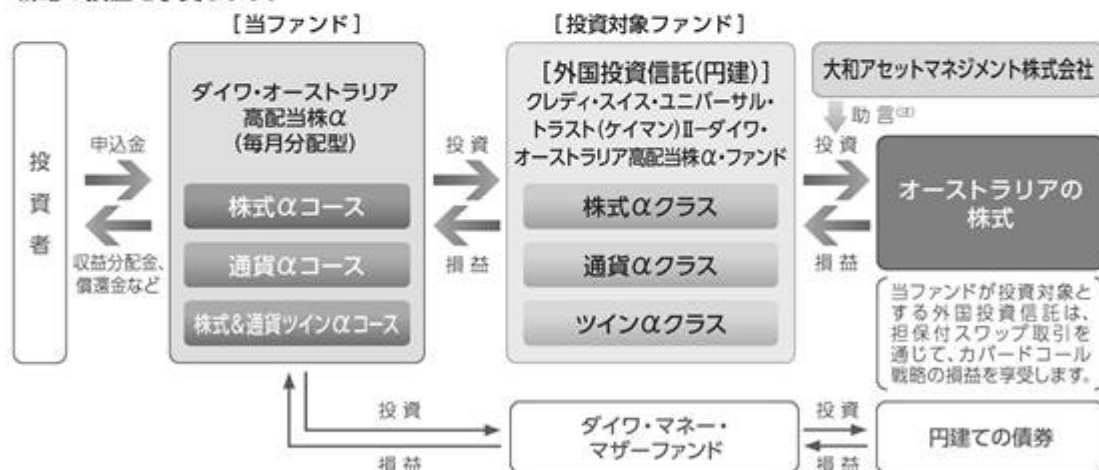 [当ファンド]
[投資対象ファンド]
投資者
申込金
収益分配金、
償還金など
ダイワ・オーストラリア
高配当株α
(毎月分配型)
株式αコース
通貨αコース
株式&通貨ツインαコース
投資
損益
[外国投資信託(円建)]
クレディ・スイス・ユニバーサル・
トラスト(ケイマン)Ⅱ−ダイワ・
オーストラリア高配当株α・ファンド
株式αクラス
通貨αクラス
ツインαクラス
大和アセットマネジメント株式会社
助言(注)
投資
損益
オーストラリアの
株式
当ファンドが投資対象と
する外国投資信託は、
担保付スワップ取引を
通じて、カバードコール
戦略の損益を享受します。
投資
損益
ダイワ・マネー・
マザーファンド
投資
損益
円建ての債券